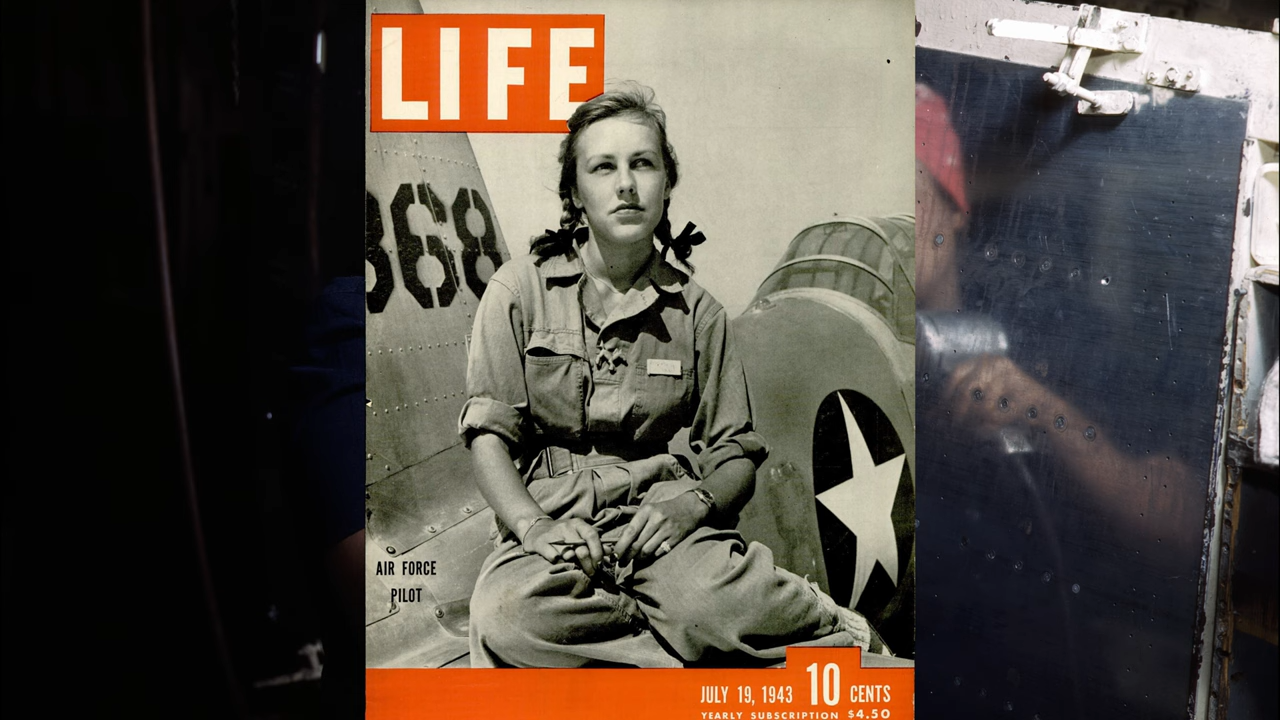 LIFE
368
AIR FORCE
PILOT
JULY 19, 1943 10 CENTS
YEARLY SUBSCRIPTION $4.50